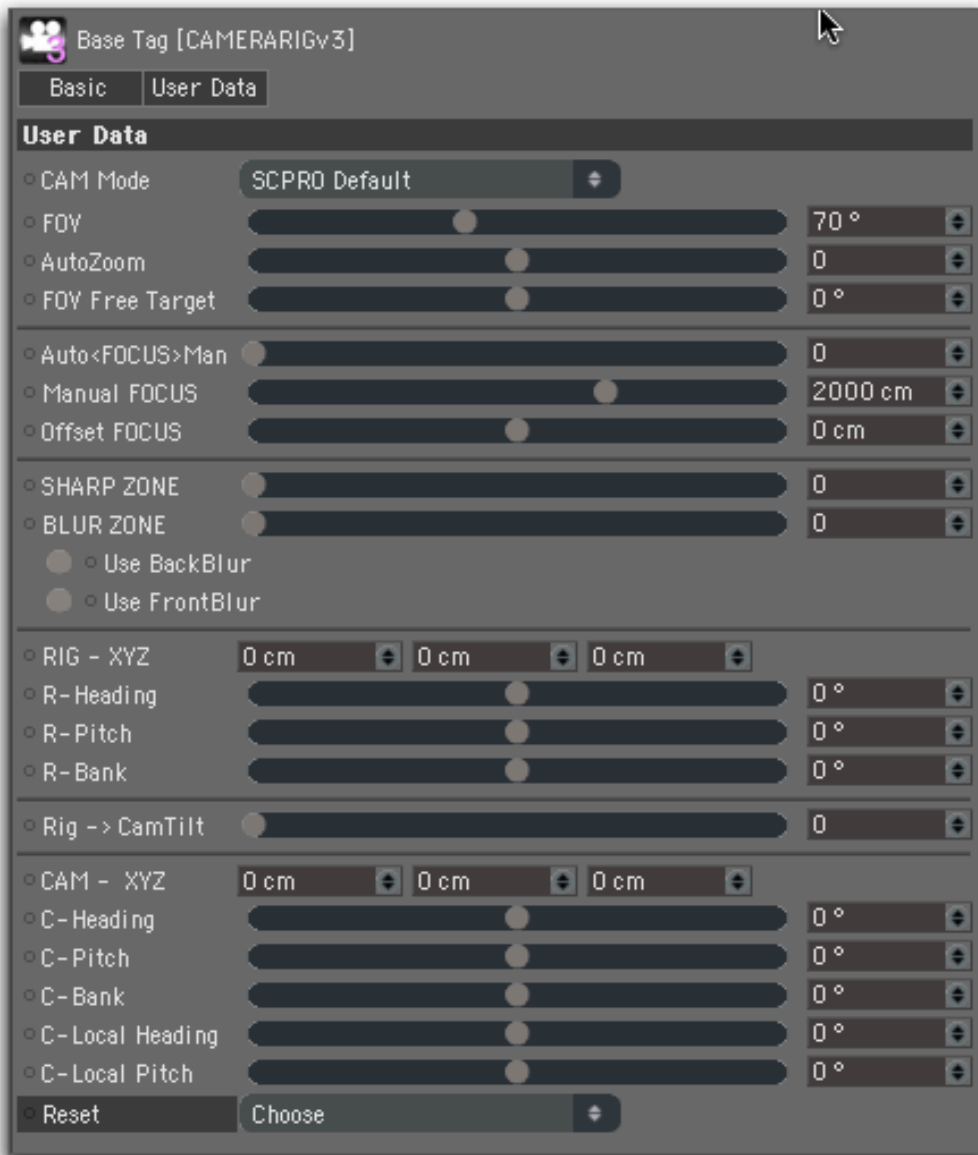 3
Base Tag [CAMERARIGv3]
Basic User Data
User Data
CAM Mode SCPRO Default
FOV 70 °
AutoZoom 0
FOV Free Target 0 °
Auto<FOCUS>Man 0
Manual FOCUS 2000 cm
Offset FOCUS 0 cm
SHARP ZONE 0
BLUR ZONE 0
Use BackBlur
Use FrontBlur
RIG - XYZ 0 cm 0 cm 0 cm
R-Heading 0 °
R-Pitch 0 °
R-Bank 0 °
Rig -> CamTilt 0
CAM - XYZ 0 cm 0 cm 0 cm
C-Heading 0 °
C-Pitch 0 °
C-Bank 0 °
C-Local Heading 0 °
C-Local Pitch 0 °
Reset Choose